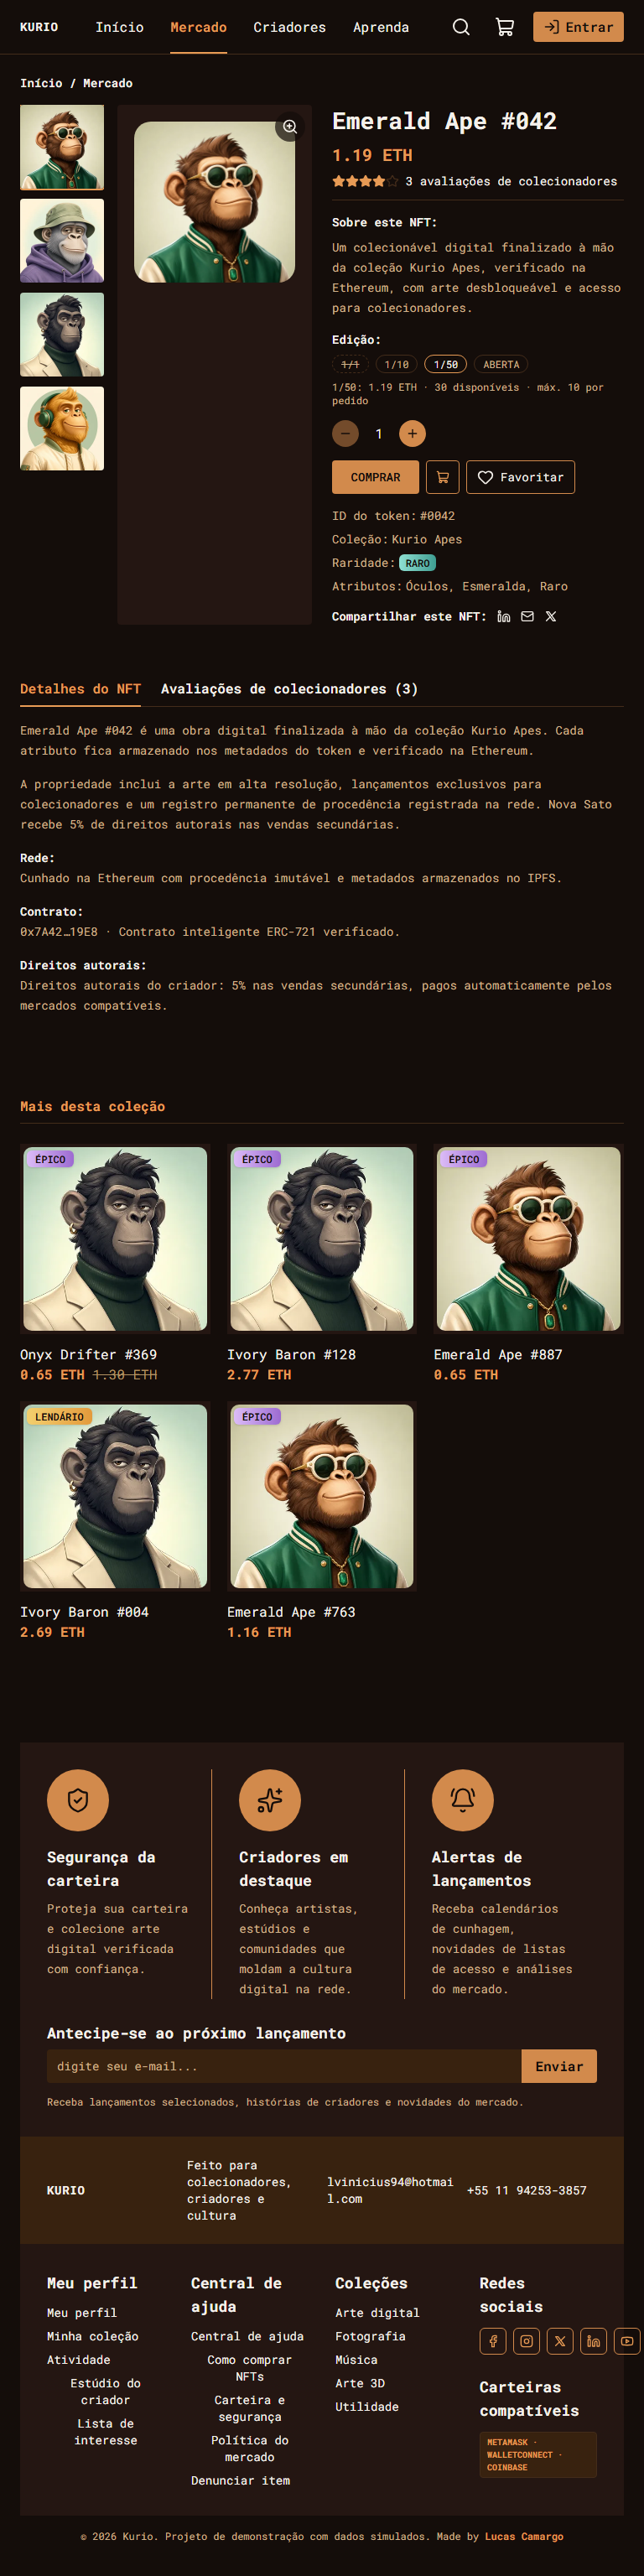 KURIO
Início
Mercado
Criadores
Aprenda
Entrar
Início / Mercado
Emerald Ape #042
1.19 ETH
3 avaliações de colecionadores
Sobre este NFT:
Um colecionável digital finalizado à mão
da coleção Kurio Apes, verificado na
Ethereum, com arte desbloqueável e acesso
para colecionadores.
Edição:
1/1
1/10
1/50
ABERTA
1/50: 1.19 ETH · 30 disponíveis · máx. 10 por
pedido
1
COMPRAR
Favoritar
ID do token: #0042
Coleção: Kurio Apes
Raridade: RARO
Atributos: Óculos, Esmeralda, Raro
Compartilhar este NFT:
Detalhes do NFT
Avaliações de colecionadores (3)
Emerald Ape #042 é uma obra digital finalizada à mão da coleção Kurio Apes. Cada
atributo fica armazenado nos metadados do token e verificado na Ethereum.
A propriedade inclui a arte em alta resolução, lançamentos exclusivos para
colecionadores e um registro permanente de procedência registrada na rede. Nova Sato
recebe 5% de direitos autorais nas vendas secundárias.
Rede:
Cunhado na Ethereum com procedência imutável e metadados armazenados no IPFS.
Contrato:
0x7A42…19E8 · Contrato inteligente ERC-721 verificado.
Direitos autorais:
Direitos autorais do criador: 5% nas vendas secundárias, pagos automaticamente pelos
mercados compatíveis.
Mais desta coleção
ÉPICO
ÉPICO
ÉPICO
Onyx Drifter #369
0.65 ETH 1.30 ETH
Ivory Baron #128
2.77 ETH
Emerald Ape #887
0.65 ETH
LENDÁRIO
ÉPICO
Ivory Baron #004
2.69 ETH
Emerald Ape #763
1.16 ETH
Segurança da
carteira
Proteja sua carteira
e colecione arte
digital verificada
com confiança.
Criadores em
destaque
Conheça artistas,
estúdios e
comunidades que
moldam a cultura
digital na rede.
Alertas de
lançamentos
Receba calendários
de cunhagem,
novidades de listas
de acesso e análises
do mercado.
Antecipe-se ao próximo lançamento
digite seu e-mail...
Enviar
Receba lançamentos selecionados, histórias de criadores e novidades do mercado.
KURIO
Feito para
colecionadores,
criadores e
cultura
lvinicius94@hotmai
l.com
+55 11 94253-3857
Meu perfil
Meu perfil
Minha coleção
Atividade
Estúdio do
criador
Lista de
interesse
Central de
ajuda
Central de ajuda
Como comprar
NFTs
Carteira e
segurança
Política do
mercado
Denunciar item
Coleções
Arte digital
Fotografia
Música
Arte 3D
Utilidade
Redes
sociais
Carteiras
compatíveis
METAMASK ·
WALLETCONNECT ·
COINBASE
© 2026 Kurio. Projeto de demonstração com dados simulados. Made by Lucas Camargo